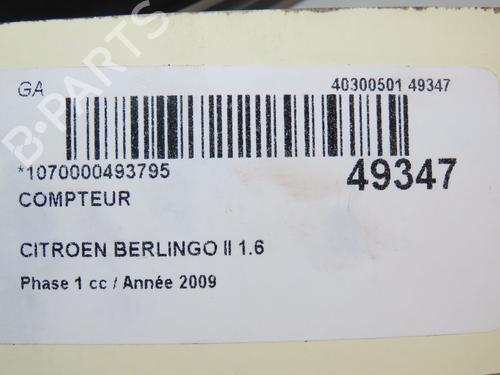 GA
40300501 49347
*1070000493795
49347
COMPTEUR
CITROEN BERLINGO II 1.6
Phase 1 cc / Année 2009
B-PARTS